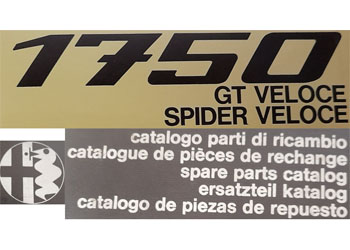 1750
GT VELOCE
SPIDER VELOCE
catalogo parti di ricambio
catalogue de pièces de rechange
spare parts catalog
ersatzteil katalog
catalogo de piezas de repuesto